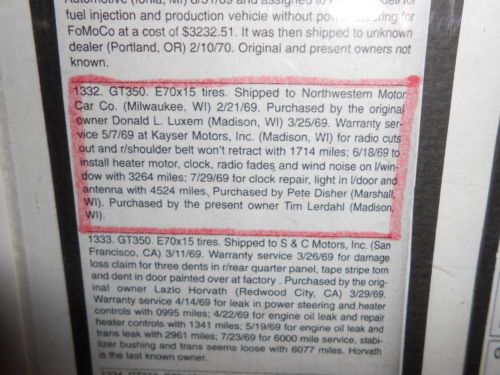 Automotive (Ionia, MI) 8/31/69 and assigned to
fuel injection and production vehicle without power steering for
FoMoCo at a cost of $3232.51. It was then shipped to unknown
dealer (Portland, OR) 2/10/70. Original and present owners not
known.
1332. GT350. E70x15 tires. Shipped to Northwestern Motor
Car Co. (Milwaukee, WI) 2/21/69. Purchased by the original
owner Donald L. Luxem (Madison, WI) 3/25/69. Warranty ser-
vice 5/7/69 at Kayser Motors, Inc. (Madison, WI) for radio cuts
out and r/shoulder belt won't retract with 1714 miles; 6/18/69 to
install heater motor, clock, radio fades and wind noise on l/win-
dow with 3264 miles; 7/29/69 for clock repair, light in l/door and
antenna with 4524 miles. Purchased by Pete Disher (Marshall,
WI). Purchased by the present owner Tim Lerdahl (Madison,
WI).
1333. GT350. E70x15 tires. Shipped to S & C Motors, Inc. (San
Francisco, CA) 3/11/69. Warranty service 3/26/69 for damage
loss claim for three dents in r/rear quarter panel, tape stripe torn
and dent in door painted over at factory . Purchased by the orig-
inal owner Lazlo Horvath (Redwood City, CA) 3/29/69.
Warranty service 4/14/69 for leak in power steering and heater
controls with 0995 miles; 4/22/69 for engine oil leak and repair
heater controls with 1341 miles; 5/19/69 for engine oil leak and
trans leak with 2961 miles; 7/23/69 for 6000 mile service, stabi-
lizer bushing and trans seems loose with 6077 miles. Horvath
is the last known owner.